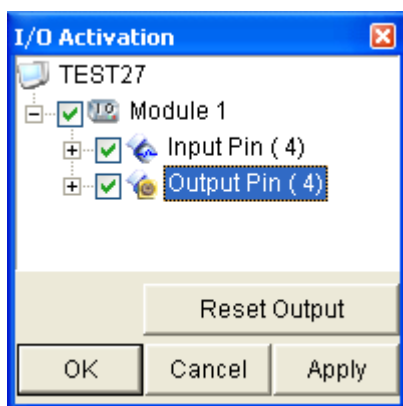 I/O Activation
TEST27
Module 1
Input Pin ( 4)
Output Pin ( 4)
Reset Output
OK Cancel Apply